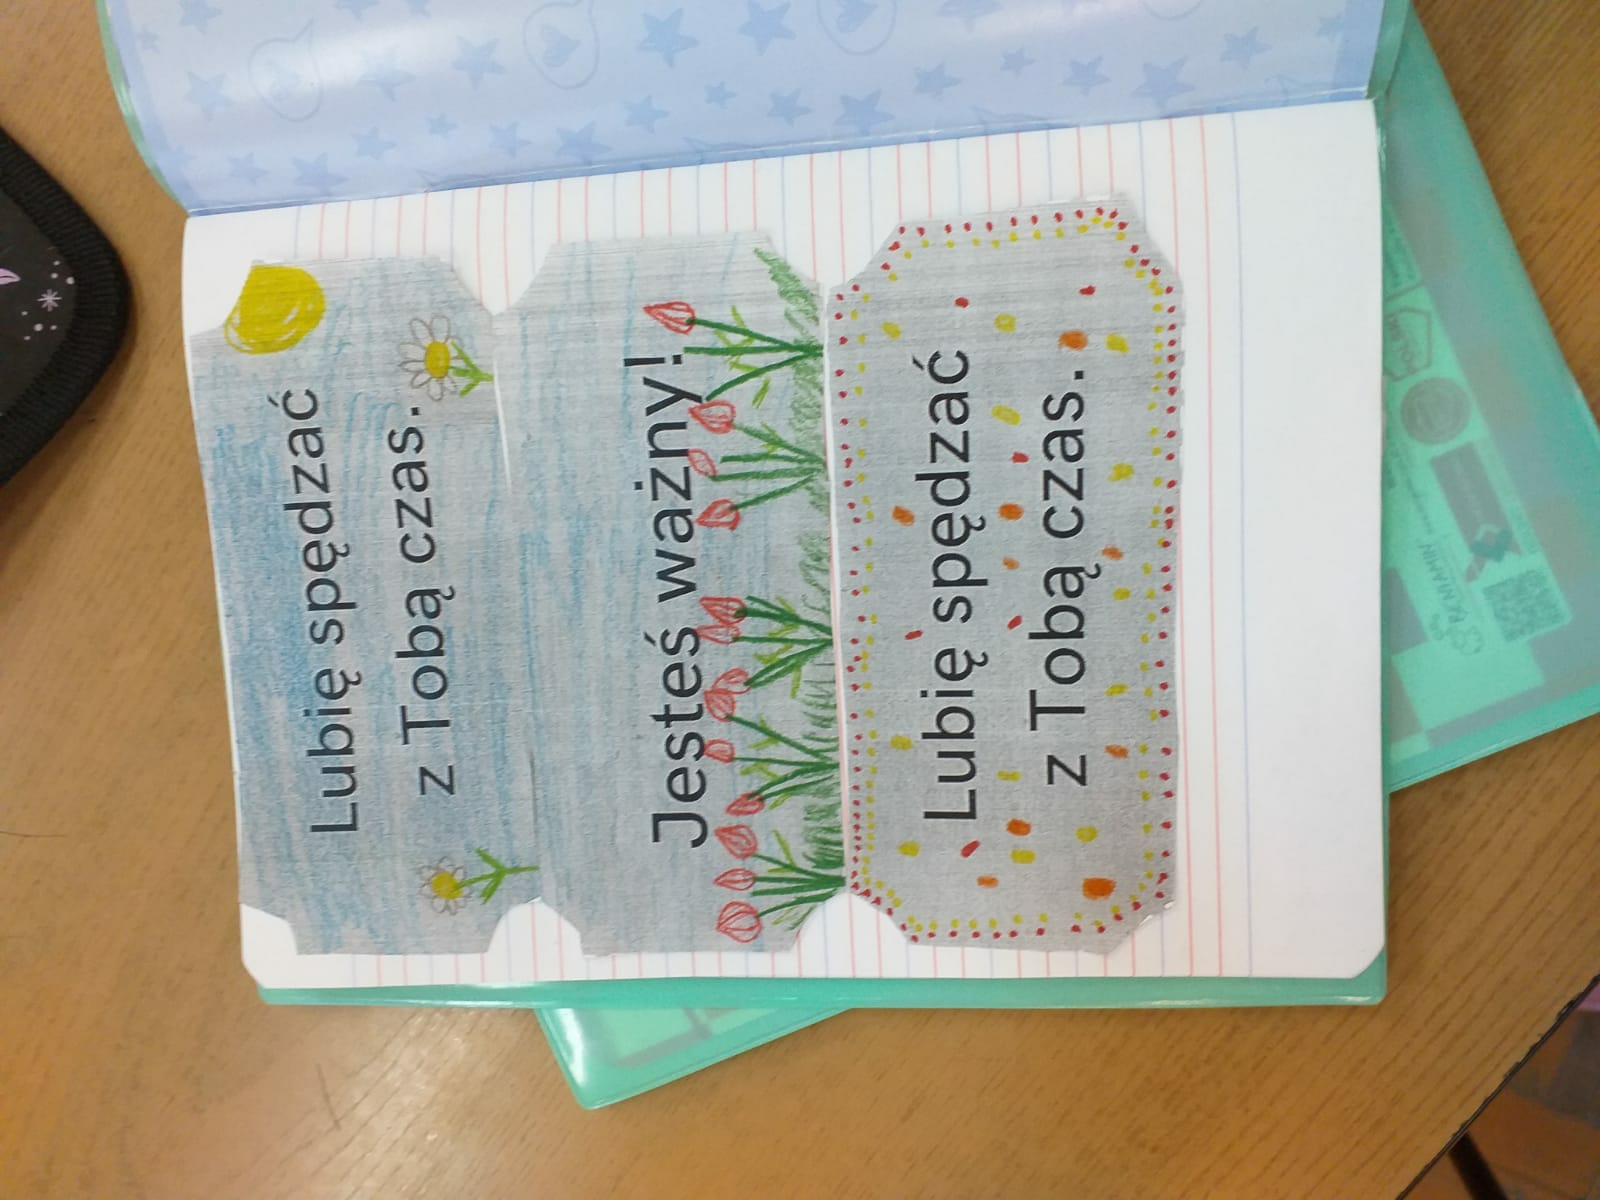 Lubię spędzać
z Tobą czas.
Jesteś ważny!
Lubię spędzać
z Tobą czas.